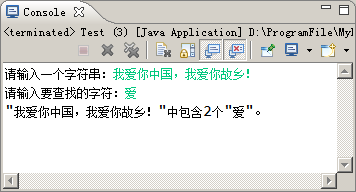 Console
<terminated> Test (3) [Java Application] D:\ProgramFile\My
请输入一个字符串：我爱你中国，我爱你故乡！
请输入要查找的字符：爱
"我爱你中国，我爱你故乡！"中包含2个"爱"。